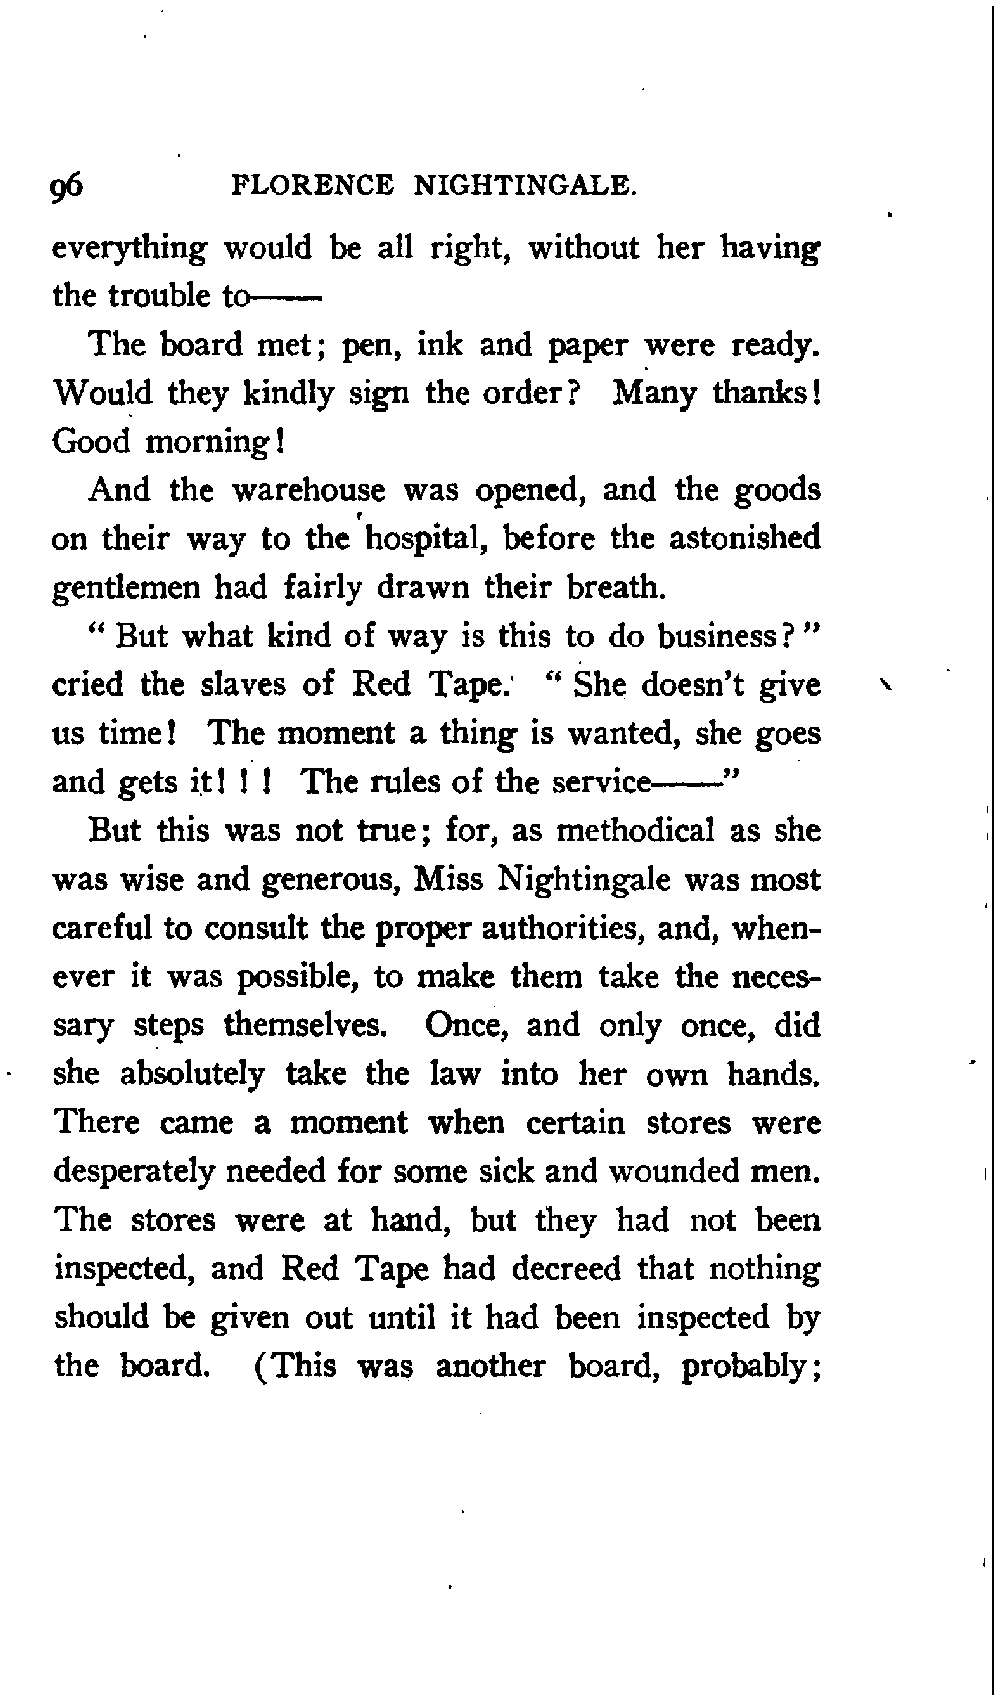 96 FLORENCE NIGHTINGALE.
everything would be all right, without her having
the trouble to——
The board met; pen, ink and paper were ready.
Would they kindly sign the order? Many thanks!
Good morning!
And the warehouse was opened, and the goods
on their way to the hospital, before the astonished
gentlemen had fairly drawn their breath.
“ But what kind of way is this to do business? ”
cried the slaves of Red Tape. “ She doesn't give
us time! The moment a thing is wanted, she goes
and gets it! ! ! The rules of the service——”
But this was not true; for, as methodical as she
was wise and generous, Miss Nightingale was most
careful to consult the proper authorities, and, when-
ever it was possible, to make them take the neces-
sary steps themselves. Once, and only once, did
she absolutely take the law into her own hands.
There came a moment when certain stores were
desperately needed for some sick and wounded men.
The stores were at hand, but they had not been
inspected, and Red Tape had decreed that nothing
should be given out until it had been inspected by
the board. (This was another board, probably;